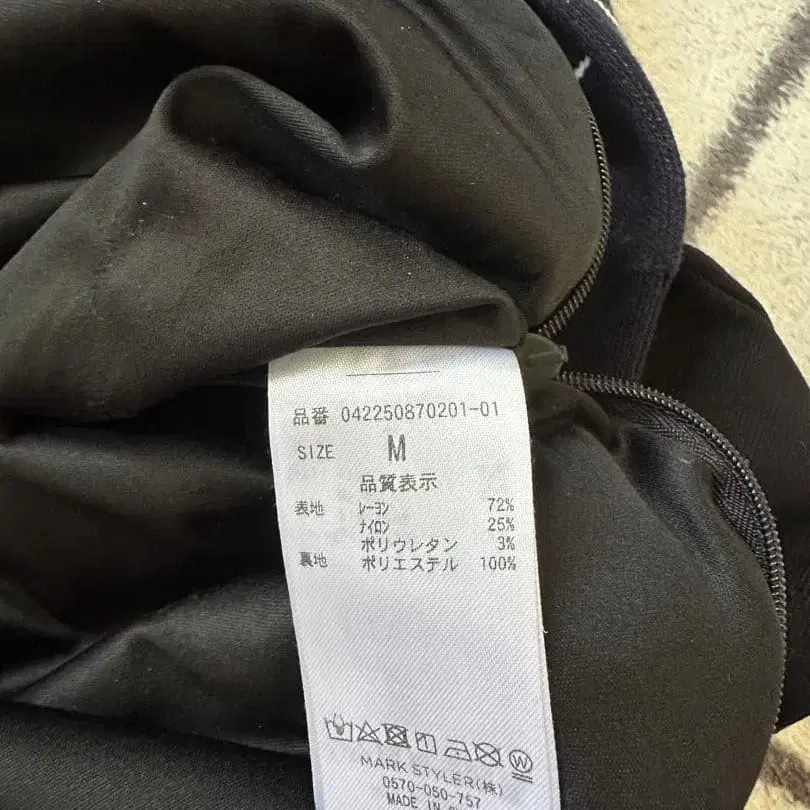 品番 042250870201-01
SIZE M
品質表示
表地 レーヨン 72%
ナイロン 25%
ポリウレタン 3%
裏地 ポリエステル 100%
MARK STYLER(株)
0570-050-757
MADE IN